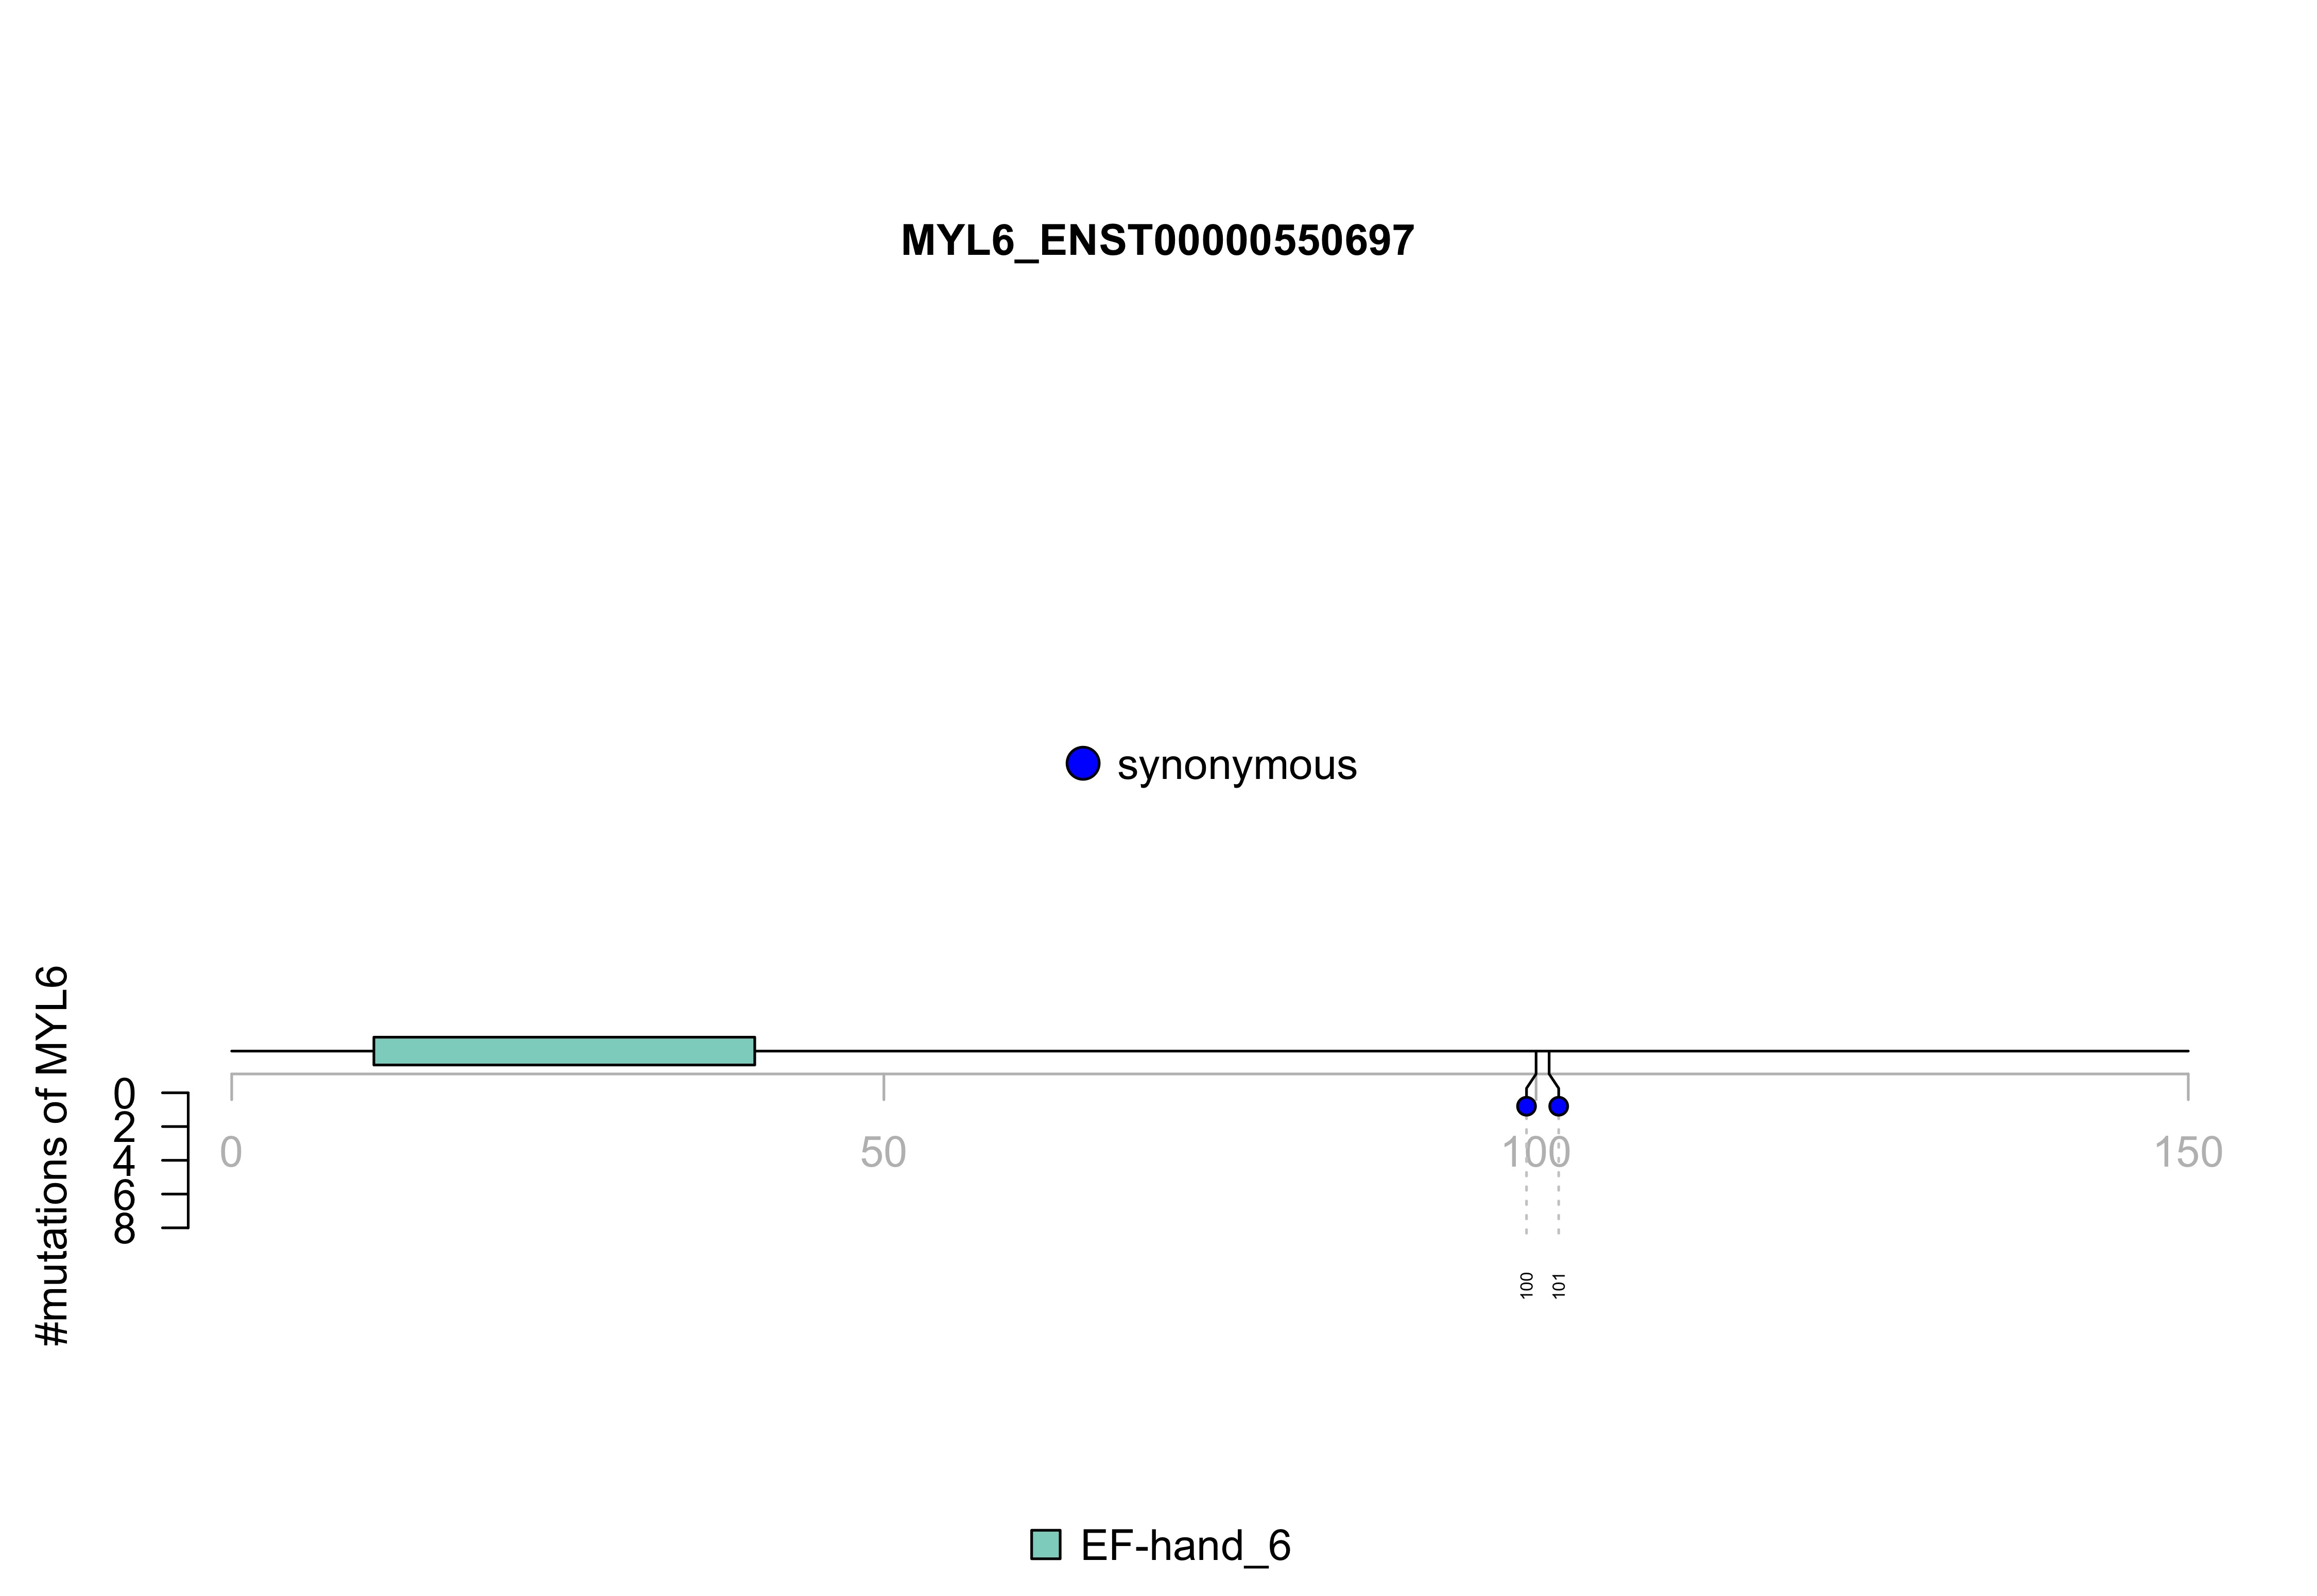 MYL6_ENST00000550697
synonymous
#mutations of MYL6
0
2
4
6
8
0
50
100
150
100
101
EF-hand_6